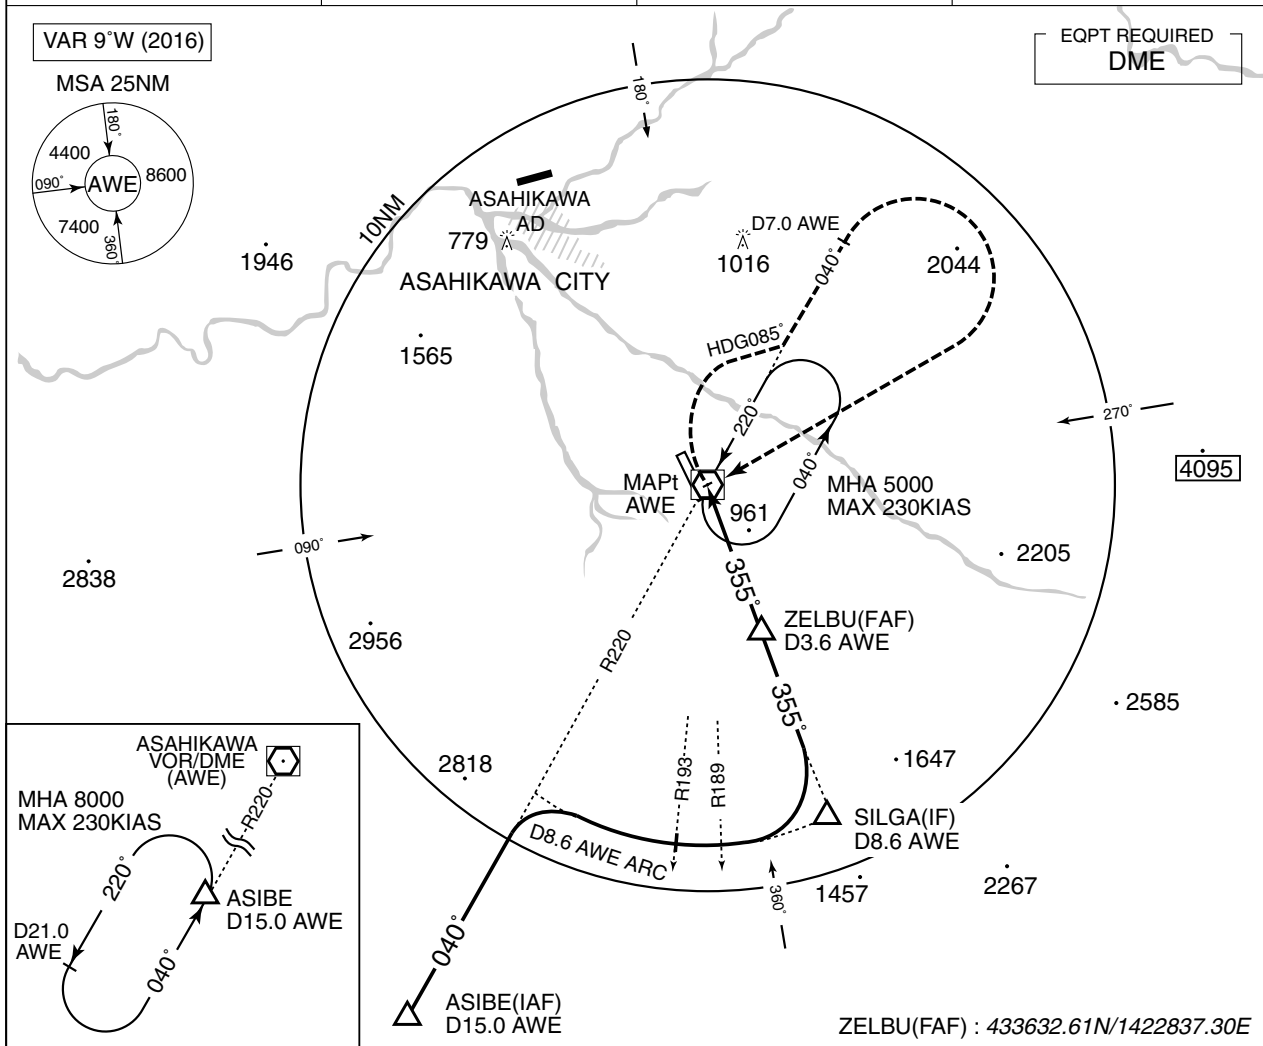 VAR 9°W (2016)
MSA 25NM
180°
4400
8600
090°
AWE
7400
360°
EQPT REQUIRED
DME
180°
10NM
ASAHIKAWA
AD
779
ASAHIKAWA CITY
1946
1565
D7.0 AWE
1016
040°
2044
HDG085°
220°
040°
270°
4095
MAPt
AWE
961
MHA 5000
MAX 230KIAS
2205
090°
2838
2956
355°
ZELBU(FAF)
D3.6 AWE
R220
355°
2585
2818
R193
R189
1647
SILGA(IF)
D8.6 AWE
D8.6 AWE ARC
360°
1457
2267
040°
ASIBE(IAF)
D15.0 AWE
ASAHIKAWA
VOR/DME
(AWE)
MHA 8000
MAX 230KIAS
R220
220°
ASIBE
D15.0 AWE
D21.0
AWE
040°
ZELBU(FAF) : 433632.61N/1422837.30E